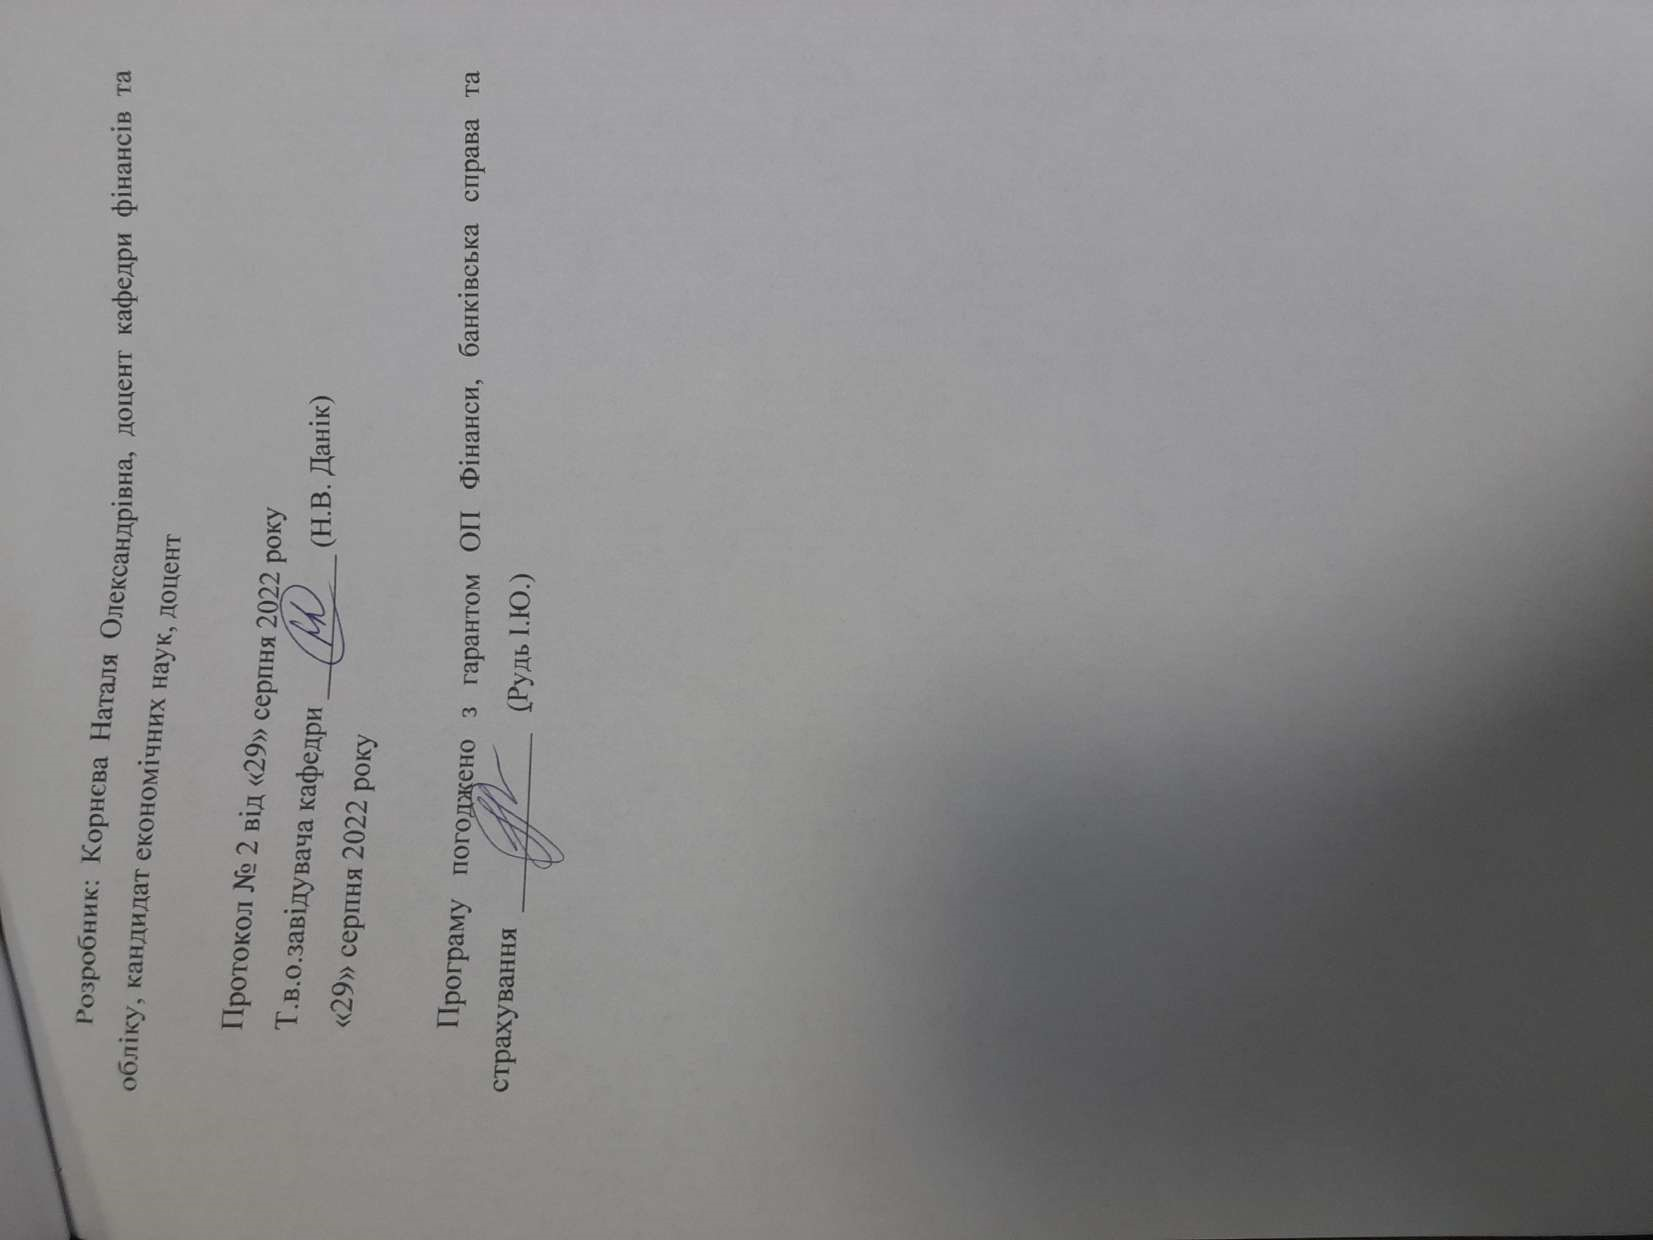 Розробник: Корнєва Наталя Олександрівна, доцент кафедри фінансів та
обліку, кандидат економічних наук, доцент
Протокол № 2 від «29» серпня 2022 року
Т.в.о.завідувача кафедри (Н.В. Данік)
«29» серпня 2022 року
Програму погоджено з гарантом ОП Фінанси, банківська справа та
страхування (Рудь І.Ю.)